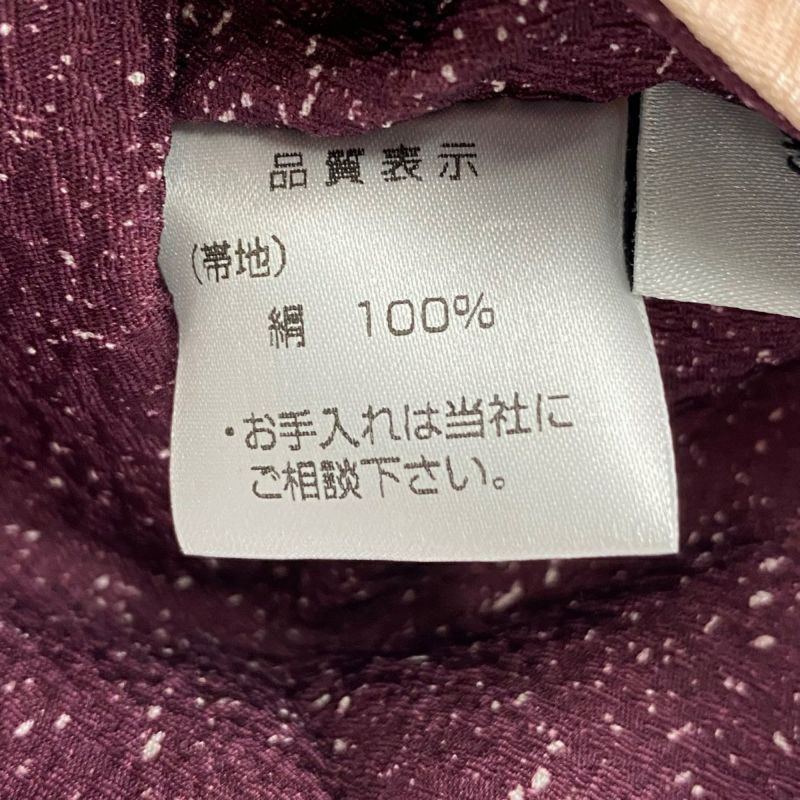 品質表示
(帯地)
絹 100%
・お手入れは当社に
ご相談下さい。